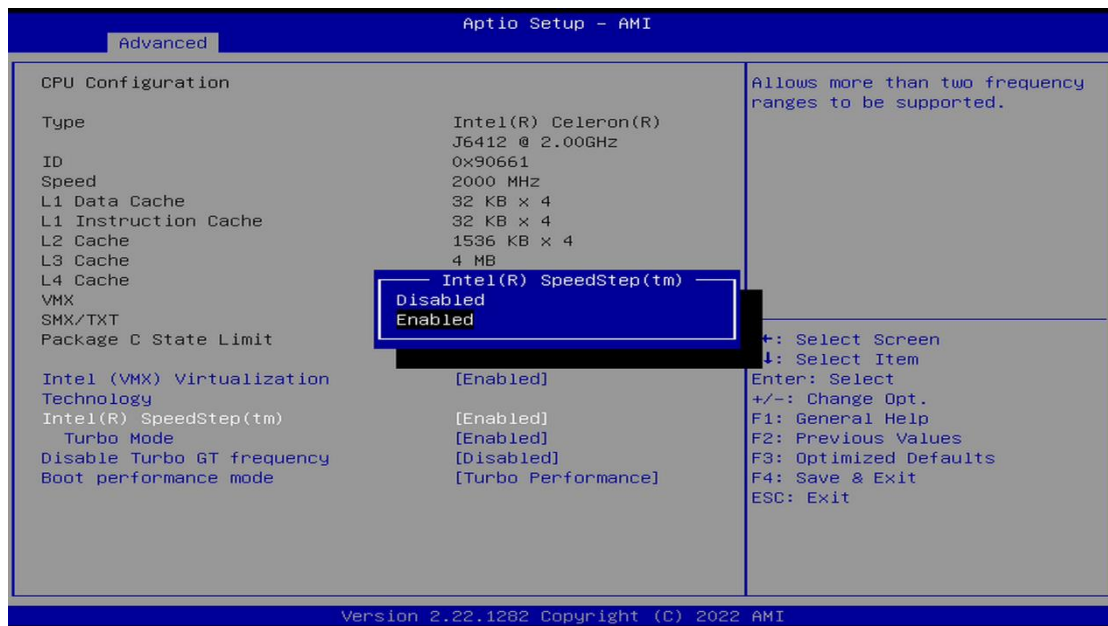 Aptio Setup – AMI
Advanced
CPU Configuration
Type Intel(R) Celeron(R)
J6412 @ 2.00GHz
ID 0x90661
Speed 2000 MHz
L1 Data Cache 32 KB x 4
L1 Instruction Cache 32 KB x 4
L2 Cache 1536 KB x 4
L3 Cache 4 MB
L4 Cache
VMX
SMX/TXT
Package C State Limit
Intel (VMX) Virtualization [Enabled]
Technology
Intel(R) SpeedStep(tm) [Enabled]
Turbo Mode [Enabled]
Disable Turbo GT frequency [Disabled]
Boot performance mode [Turbo Performance]
Intel(R) SpeedStep(tm)
Disabled
Enabled
Allows more than two frequency
ranges to be supported.
←: Select Screen
↓: Select Item
Enter: Select
+/-: Change Opt.
F1: General Help
F2: Previous Values
F3: Optimized Defaults
F4: Save & Exit
ESC: Exit
Version 2.22.1282 Copyright (C) 2022 AMI